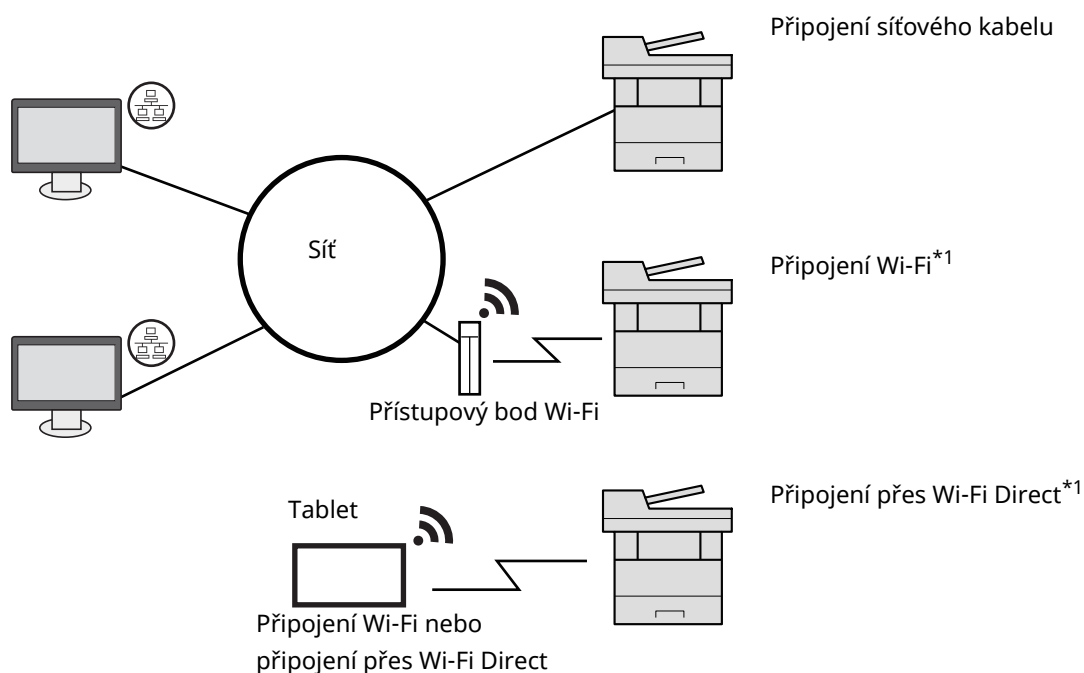 Připojení síťového kabelu
Síť
Připojení Wi-Fi*1
Přístupový bod Wi-Fi
Připojení přes Wi-Fi Direct*1
Tablet
Připojení Wi-Fi nebo
připojení přes Wi-Fi Direct